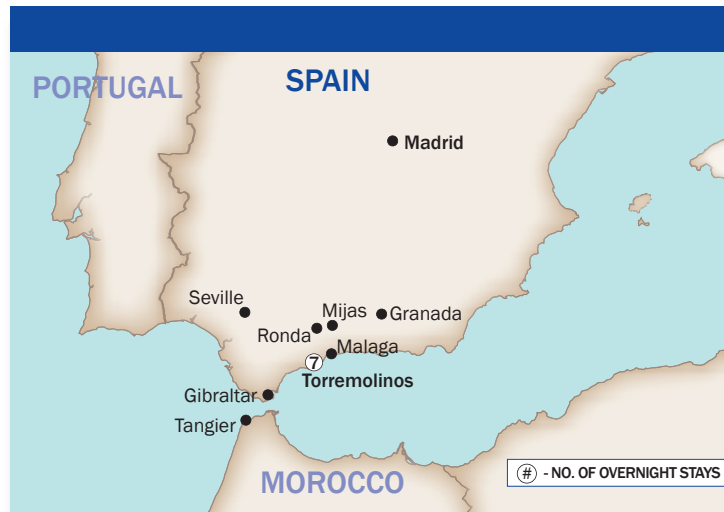 PORTUGAL
SPAIN
Madrid
Seville
Mijas
Granada
Ronda
Malaga
7
Torremolinos
Gibraltar
Tangier
MOROCCO
# - NO. OF OVERNIGHT STAYS